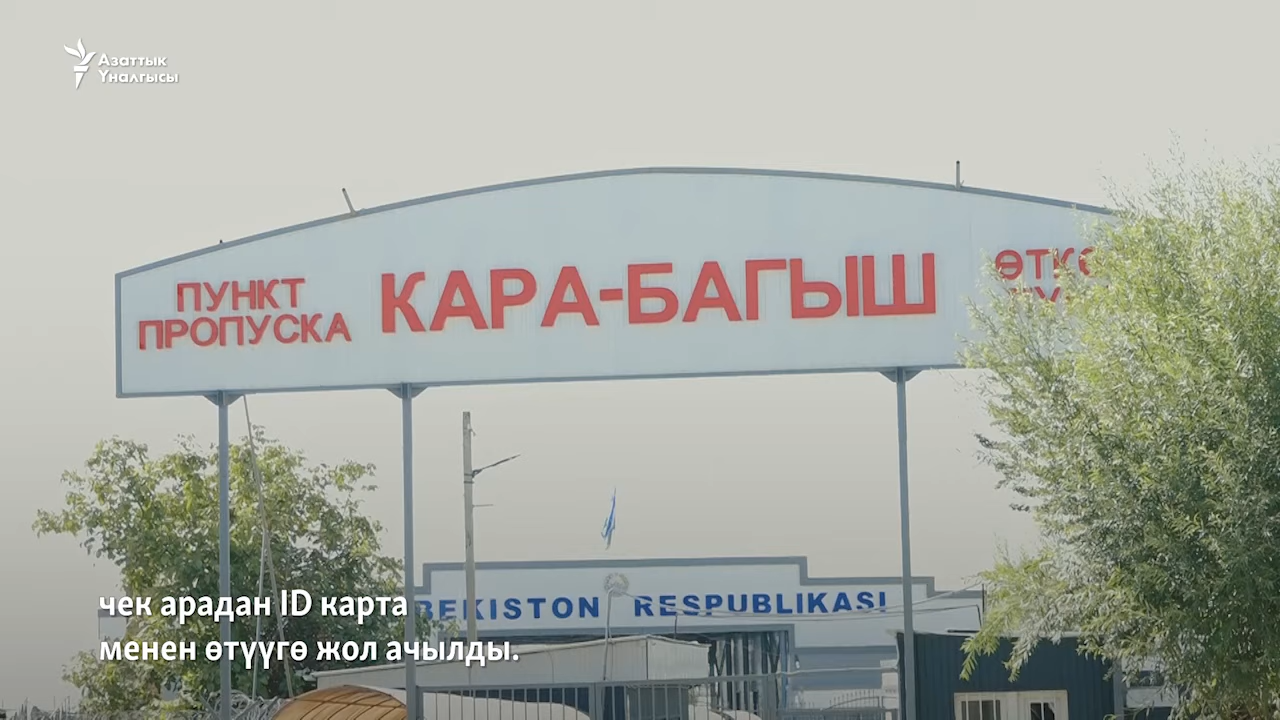 Азаттык
Үналгысы
ПУНКТ
ПРОПУСКА
КАРА-БАГЫШ
RESPUBLIKASI
чек арадан ID карта
менен өтүүгө жол ачылды.